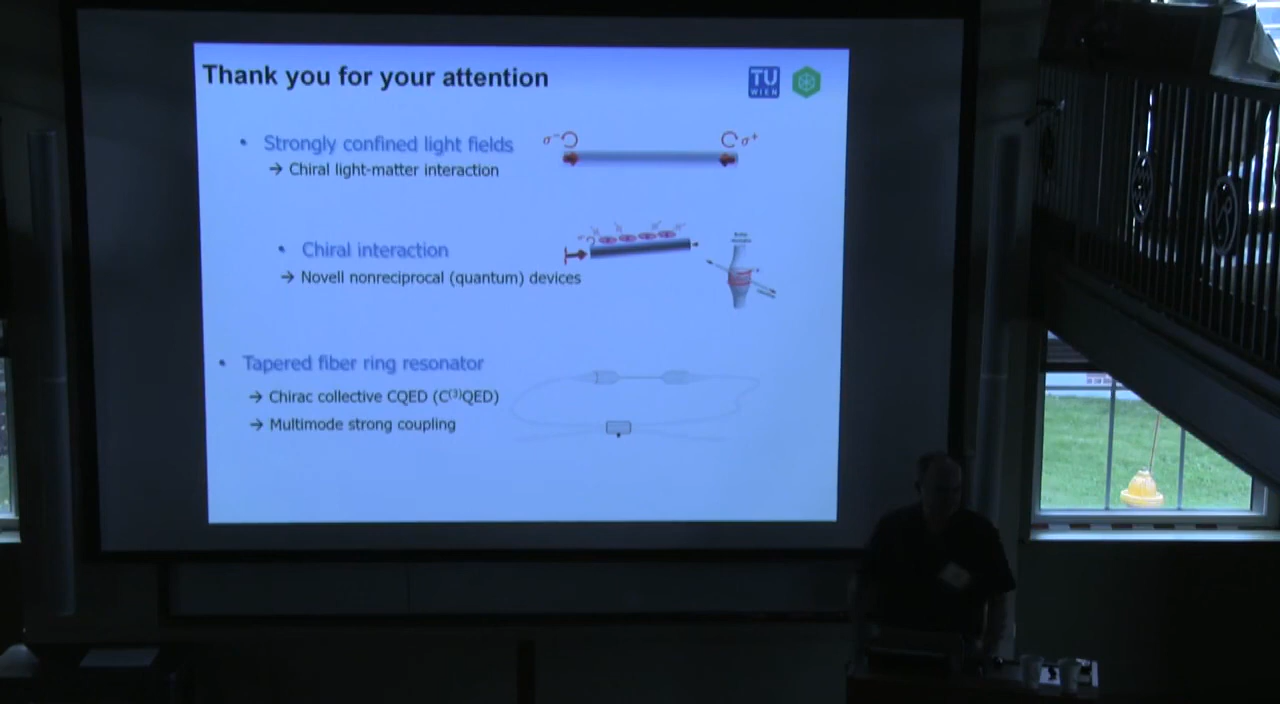 Thank you for your attention
TU
WIEN
• Strongly confined light fields
σ⁻
σ⁺
→ Chiral light-matter interaction
• Chiral interaction
→ Novell nonreciprocal (quantum) devices
• Tapered fiber ring resonator
→ Chirac collective CQED (C⁽³⁾QED)
→ Multimode strong coupling